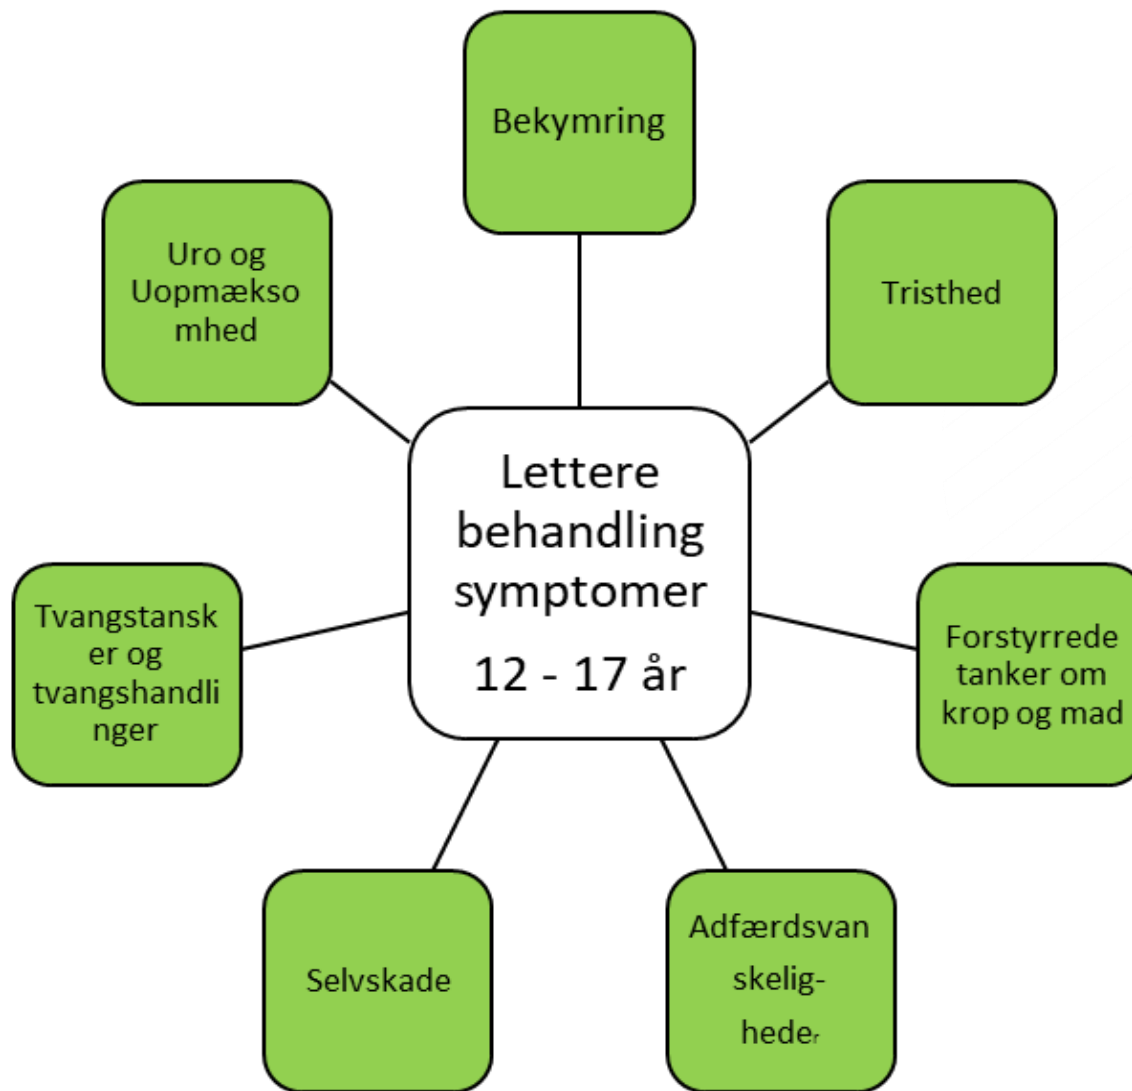 Bekymring
Tristhed
Forstyrrede
tanker om
krop og mad
Adfærdsvan
skelig-
heder
Selvskade
Tvangstansk
er og
tvangshandli
nger
Uro og
Uopmækso
mhed
Lettere
behandling
symptomer
12 - 17 år